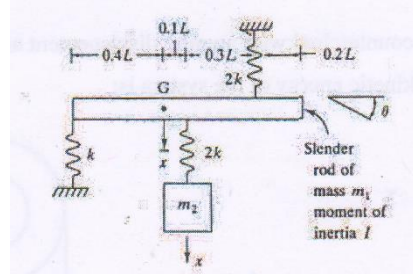 0.1L
0.4L
0.3L
0.2L
2k
G
θ
k
x̄
2k
Slender
rod of
mass m₁
moment of
inertia I
m₂
x